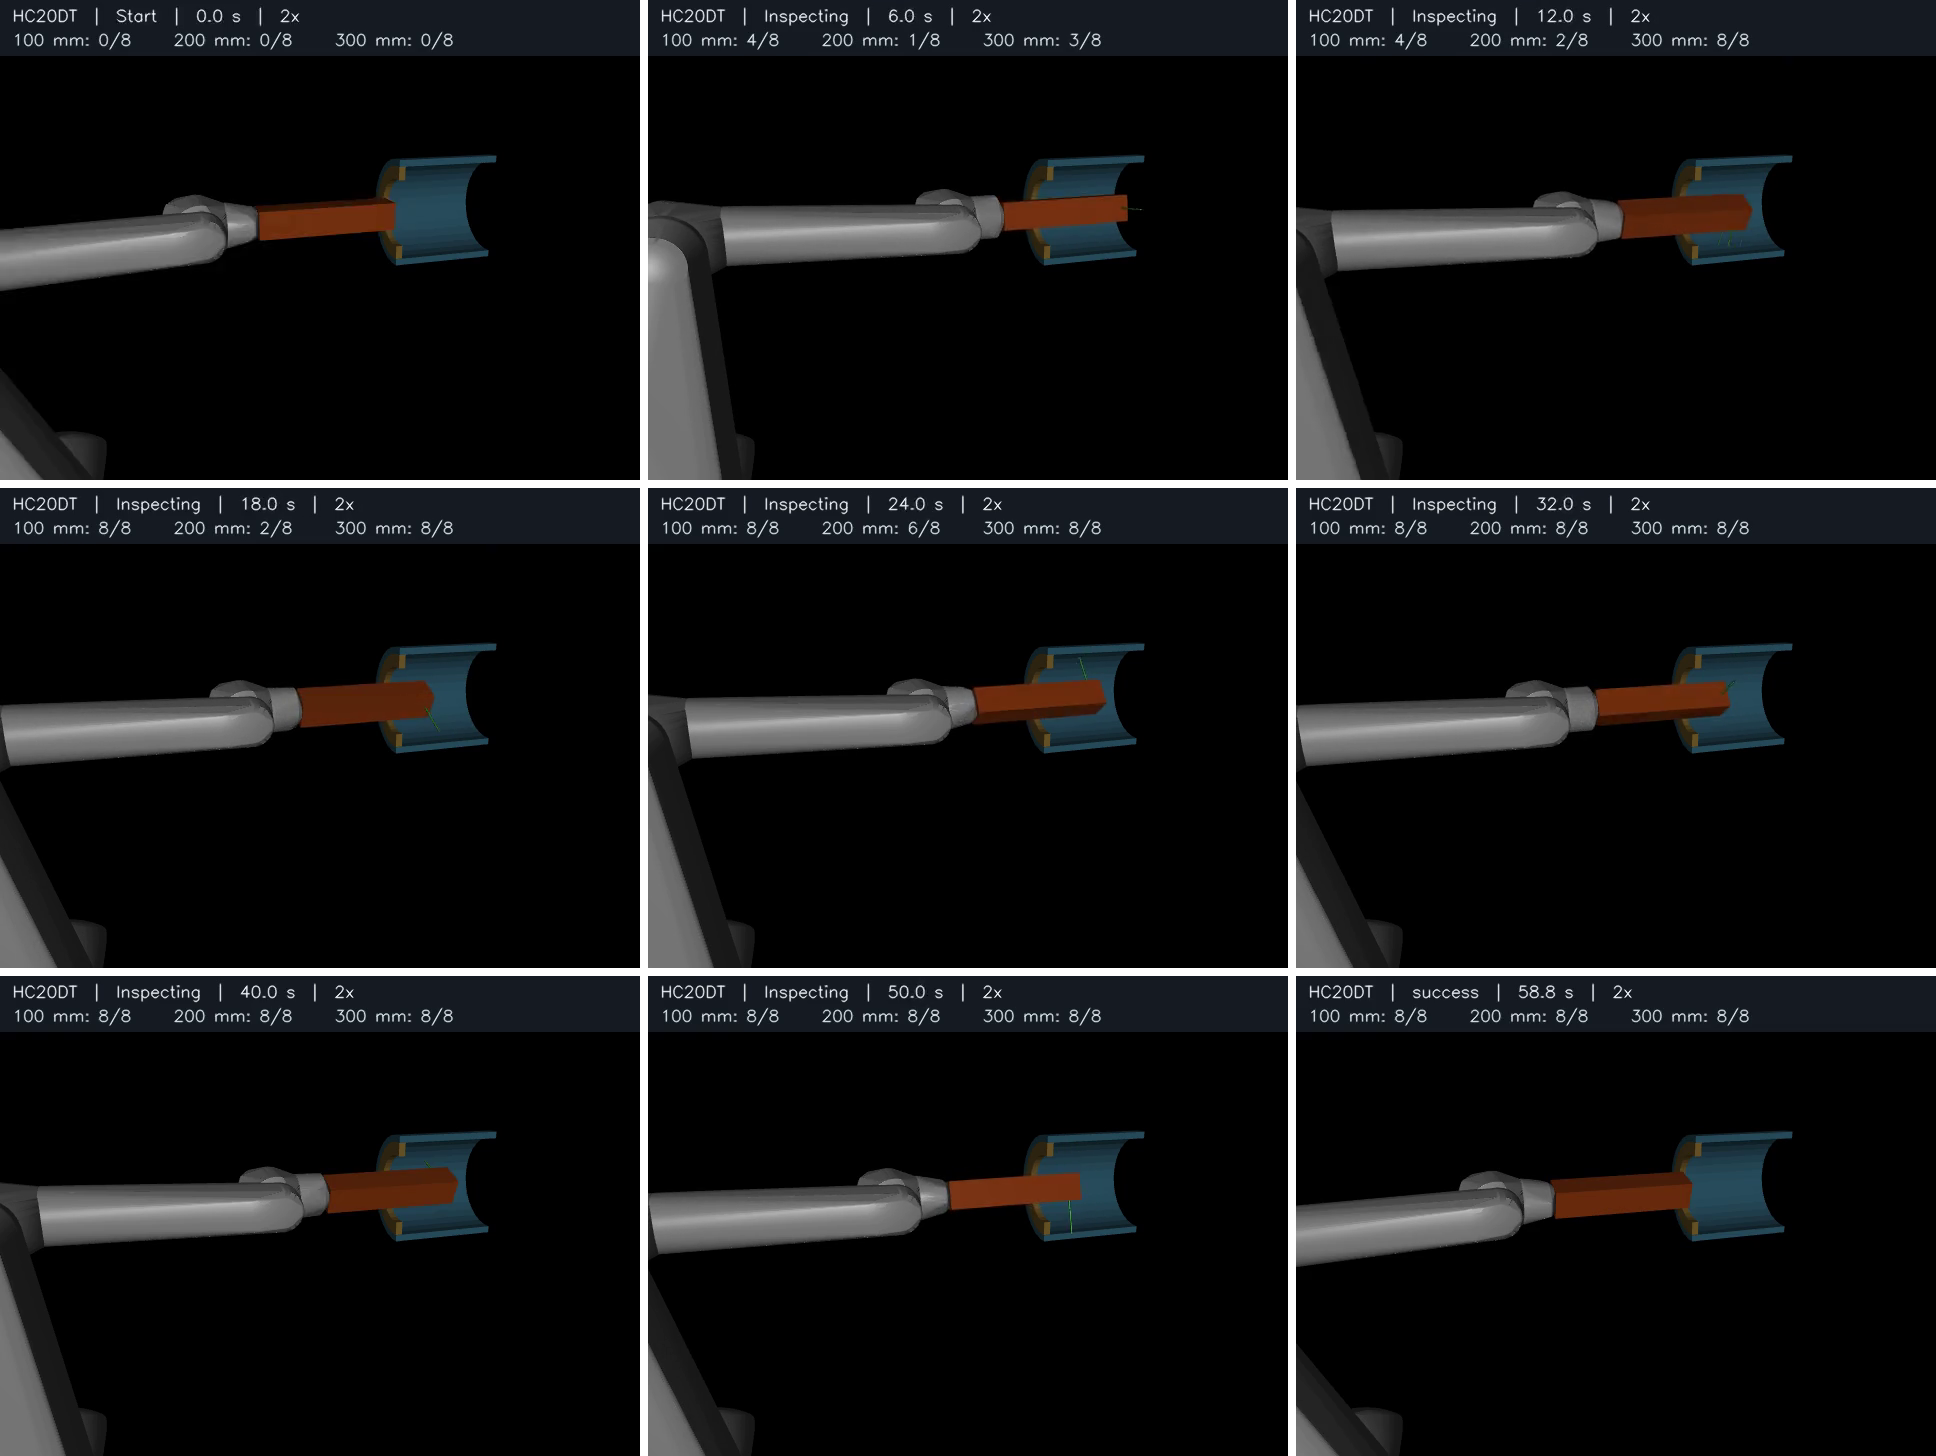 HC20DT | Start | 0.0 s | 2x
100 mm: 0/8 200 mm: 0/8 300 mm: 0/8
HC20DT | Inspecting | 6.0 s | 2x
100 mm: 4/8 200 mm: 1/8 300 mm: 3/8
HC20DT | Inspecting | 12.0 s | 2x
100 mm: 4/8 200 mm: 2/8 300 mm: 8/8
HC20DT | Inspecting | 18.0 s | 2x
100 mm: 8/8 200 mm: 2/8 300 mm: 8/8
HC20DT | Inspecting | 24.0 s | 2x
100 mm: 8/8 200 mm: 6/8 300 mm: 8/8
HC20DT | Inspecting | 32.0 s | 2x
100 mm: 8/8 200 mm: 8/8 300 mm: 8/8
HC20DT | Inspecting | 40.0 s | 2x
100 mm: 8/8 200 mm: 8/8 300 mm: 8/8
HC20DT | Inspecting | 50.0 s | 2x
100 mm: 8/8 200 mm: 8/8 300 mm: 8/8
HC20DT | success | 58.8 s | 2x
100 mm: 8/8 200 mm: 8/8 300 mm: 8/8